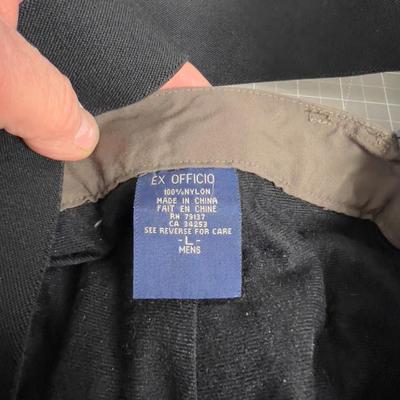 EX OFFICIO
100% NYLON
MADE IN CHINA
FAIT EN CHINE
RN 79137
CA 34253
SEE REVERSE FOR CARE
-L-
MENS